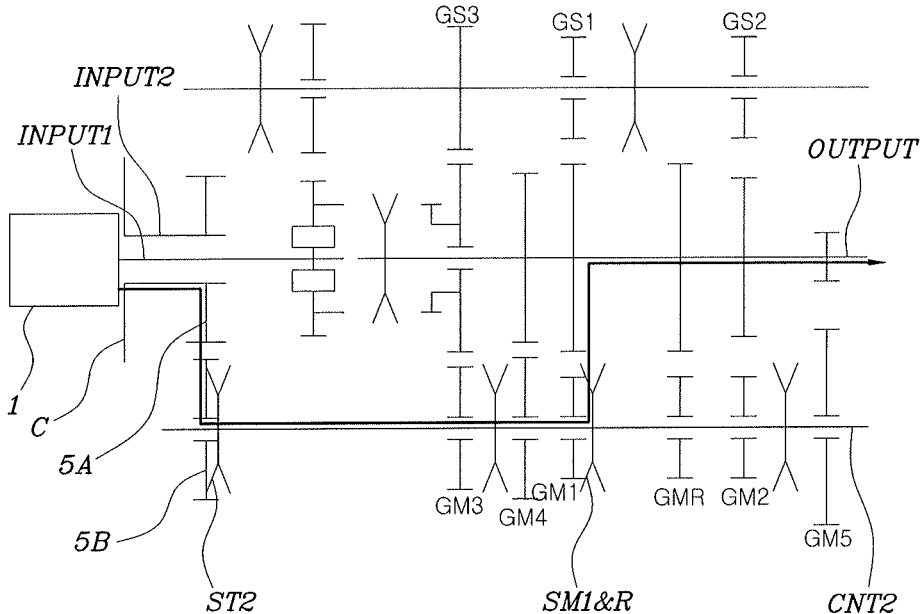 GS3
GS1
GS2
INPUT2
INPUT1
OUTPUT
1
C
5A
5B
GM3
GM4
GM1
GMR
GM2
GM5
ST2
SM1&R
CNT2